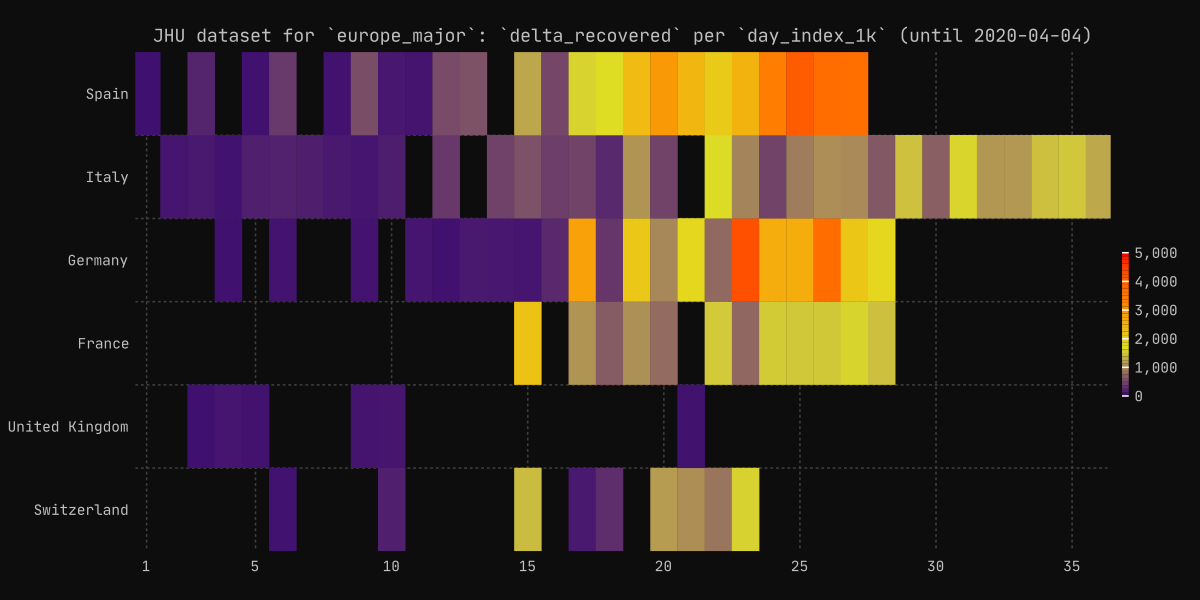 JHU dataset for `europe_major`: `delta_recovered` per `day_index_1k` (until 2020-04-04)
Spain
Italy
Germany
France
United Kingdom
Switzerland
5,000
4,000
3,000
2,000
1,000
0
1 5 10 15 20 25 30 35